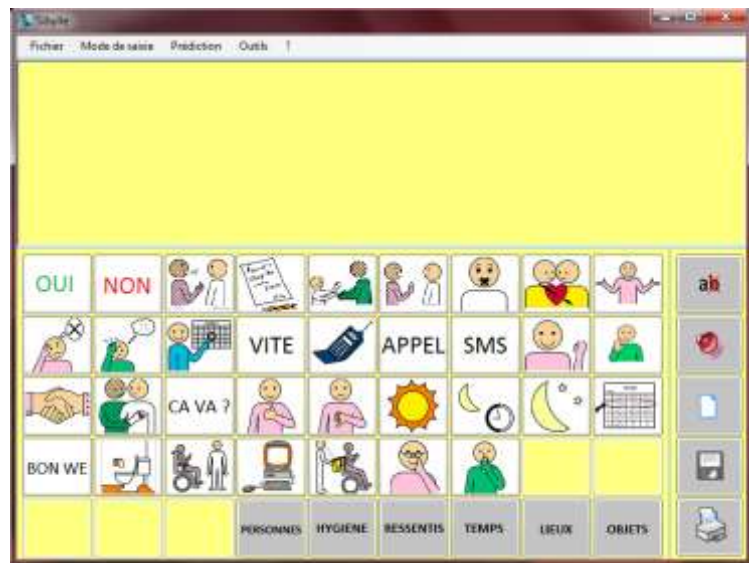 Sibylle
Fichier Mode de saisie Prédiction Outils !
OUI NON
VITE APPEL SMS
CA VA ?
BON WE
PERSONNES HYGIENE RESSENTIS TEMPS LIEUX OBJETS
ab